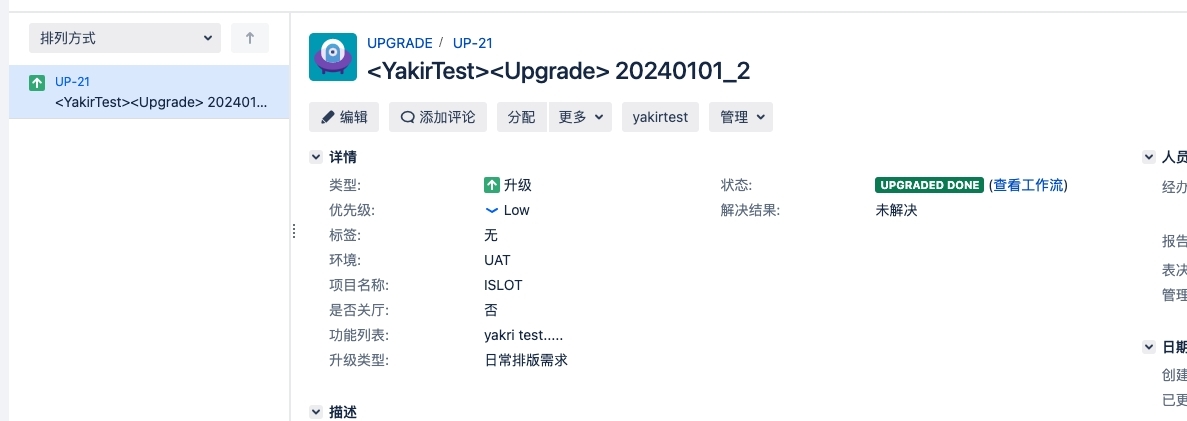 排列方式
UP-21
<YakirTest><Upgrade> 202401...
UPGRADE / UP-21
<YakirTest><Upgrade> 20240101_2
编辑 添加评论 分配 更多 yakirtest 管理
详情
类型: 升级
状态: UPGRADED DONE (查看工作流)
优先级: Low
解决结果: 未解决
标签: 无
环境: UAT
项目名称: ISLOT
是否关厅: 否
功能列表: yakri test.....
升级类型: 日常排版需求
描述
人员
经办
报告
表决
管理
日期
创建
已更